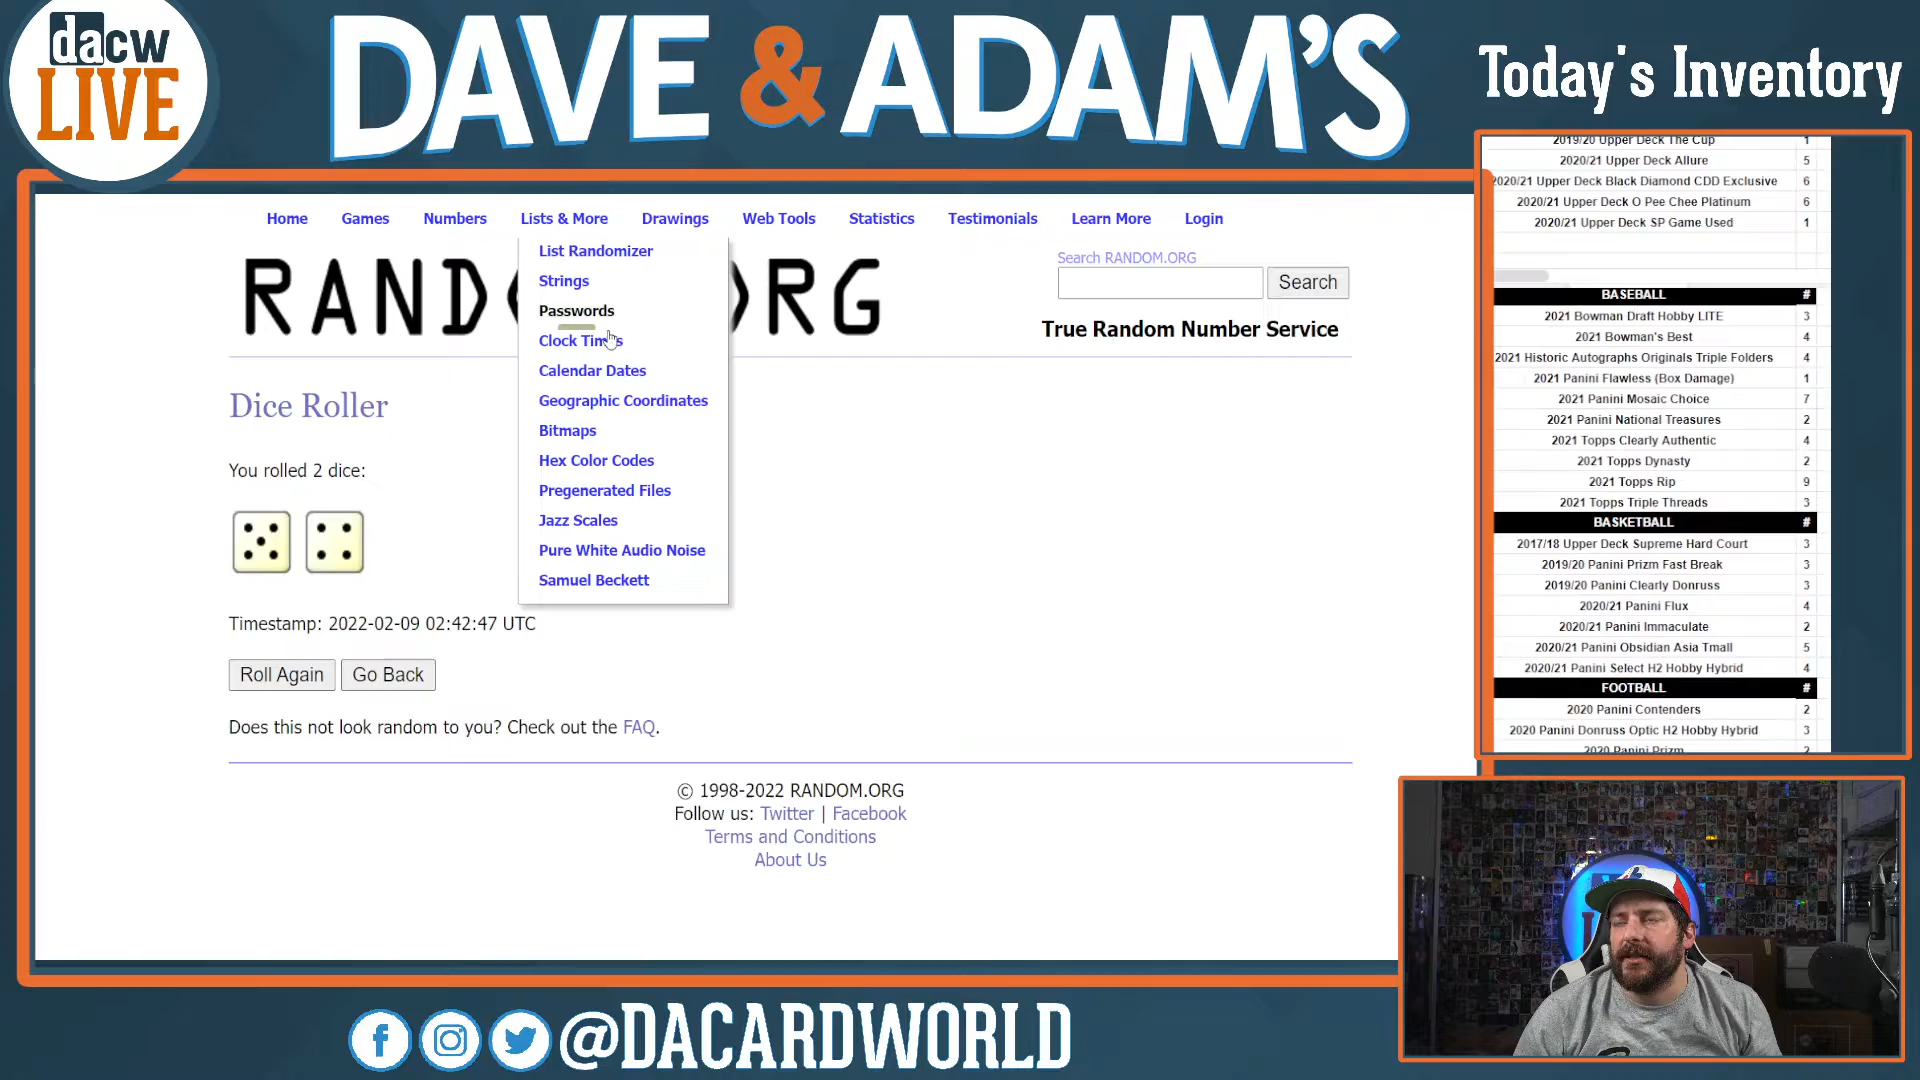 dacw
LIVE
DAVE & ADAM'S
Today's Inventory
Home Games Numbers Lists & More Drawings Web Tools Statistics Testimonials Learn More Login
List Randomizer
Strings
Passwords
Clock Times
Calendar Dates
Geographic Coordinates
Bitmaps
Hex Color Codes
Pregenerated Files
Jazz Scales
Pure White Audio Noise
Samuel Beckett
Search RANDOM.ORG
Search
True Random Number Service
Dice Roller
You rolled 2 dice:
Timestamp: 2022-02-09 02:42:47 UTC
Roll Again Go Back
Does this not look random to you? Check out the FAQ.
© 1998-2022 RANDOM.ORG
Follow us: Twitter | Facebook
Terms and Conditions
About Us
2019/20 Upper Deck The Cup 1
2020/21 Upper Deck Allure 5
2020/21 Upper Deck Black Diamond CDD Exclusive 6
2020/21 Upper Deck O Pee Chee Platinum 6
2020/21 Upper Deck SP Game Used 1
BASEBALL #
2021 Bowman Draft Hobby LITE 3
2021 Bowman's Best 4
2021 Historic Autographs Originals Triple Folders 4
2021 Panini Flawless (Box Damage) 1
2021 Panini Mosaic Choice 7
2021 Panini National Treasures 2
2021 Topps Clearly Authentic 4
2021 Topps Dynasty 2
2021 Topps Rip 9
2021 Topps Triple Threads 3
BASKETBALL #
2017/18 Upper Deck Supreme Hard Court 3
2019/20 Panini Prizm Fast Break 3
2019/20 Panini Clearly Donruss 3
2020/21 Panini Flux 4
2020/21 Panini Immaculate 2
2020/21 Panini Obsidian Asia Tmall 5
2020/21 Panini Select H2 Hobby Hybrid 4
FOOTBALL #
2020 Panini Contenders 2
2020 Panini Donruss Optic H2 Hobby Hybrid 3
2020 Panini Prizm 2
@DACARDWORLD